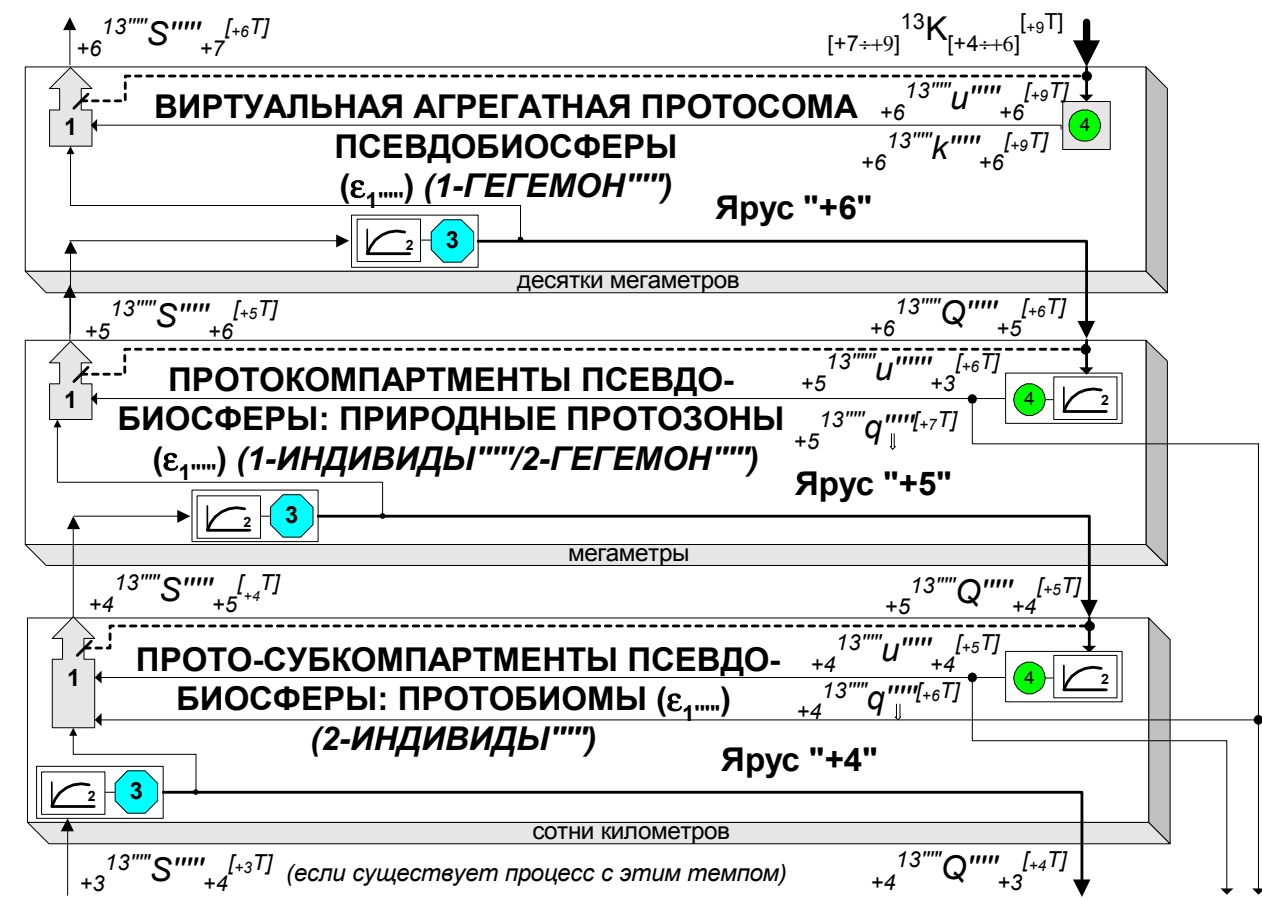 +6 13'''''S''''' +7 [+6T]
[+7÷+9] 13K [+4÷+6] [+9T]
ВИРТУАЛЬНАЯ АГРЕГАТНАЯ ПРОТОСОМА
+6 13'''''u''''' +6 [+9T]
1
4
ПСЕВДОБИОСФЕРЫ
+6 13'''''k''''' +6 [+9T]
(ε1''''') (1-ГЕГЕМОН''''')
Ярус "+6"
2 3
десятки мегаметров
+5 13'''''S''''' +6 [+5T]
+6 13'''''Q''''' +5 [+6T]
ПРОТОКОМПАРТМЕНТЫ ПСЕВДО-
+5 13'''''u'''''' +3 [+6T]
1
4 2
БИОСФЕРЫ: ПРИРОДНЫЕ ПРОТОЗОНЫ
+5 13'''''q'''''⇓ [+7T]
(ε1''''') (1-ИНДИВИДЫ'''''/2-ГЕГЕМОН''''')
Ярус "+5"
2 3
мегаметры
+4 13'''''S''''' +5 [+4T]
+5 13'''''Q''''' +4 [+5T]
ПРОТО-СУБКОМПАРТМЕНТЫ ПСЕВДО-
+4 13'''''u''''' +4 [+5T]
1
4 2
БИОСФЕРЫ: ПРОТОБИОМЫ (ε1''''')
+4 13'''''q'''''⇓ [+6T]
(2-ИНДИВИДЫ''''')
Ярус "+4"
2 3
сотни километров
+3 13'''''S''''' +4 [+3T] (если существует процесс с этим темпом)
+4 13'''''Q''''' +3 [+4T]